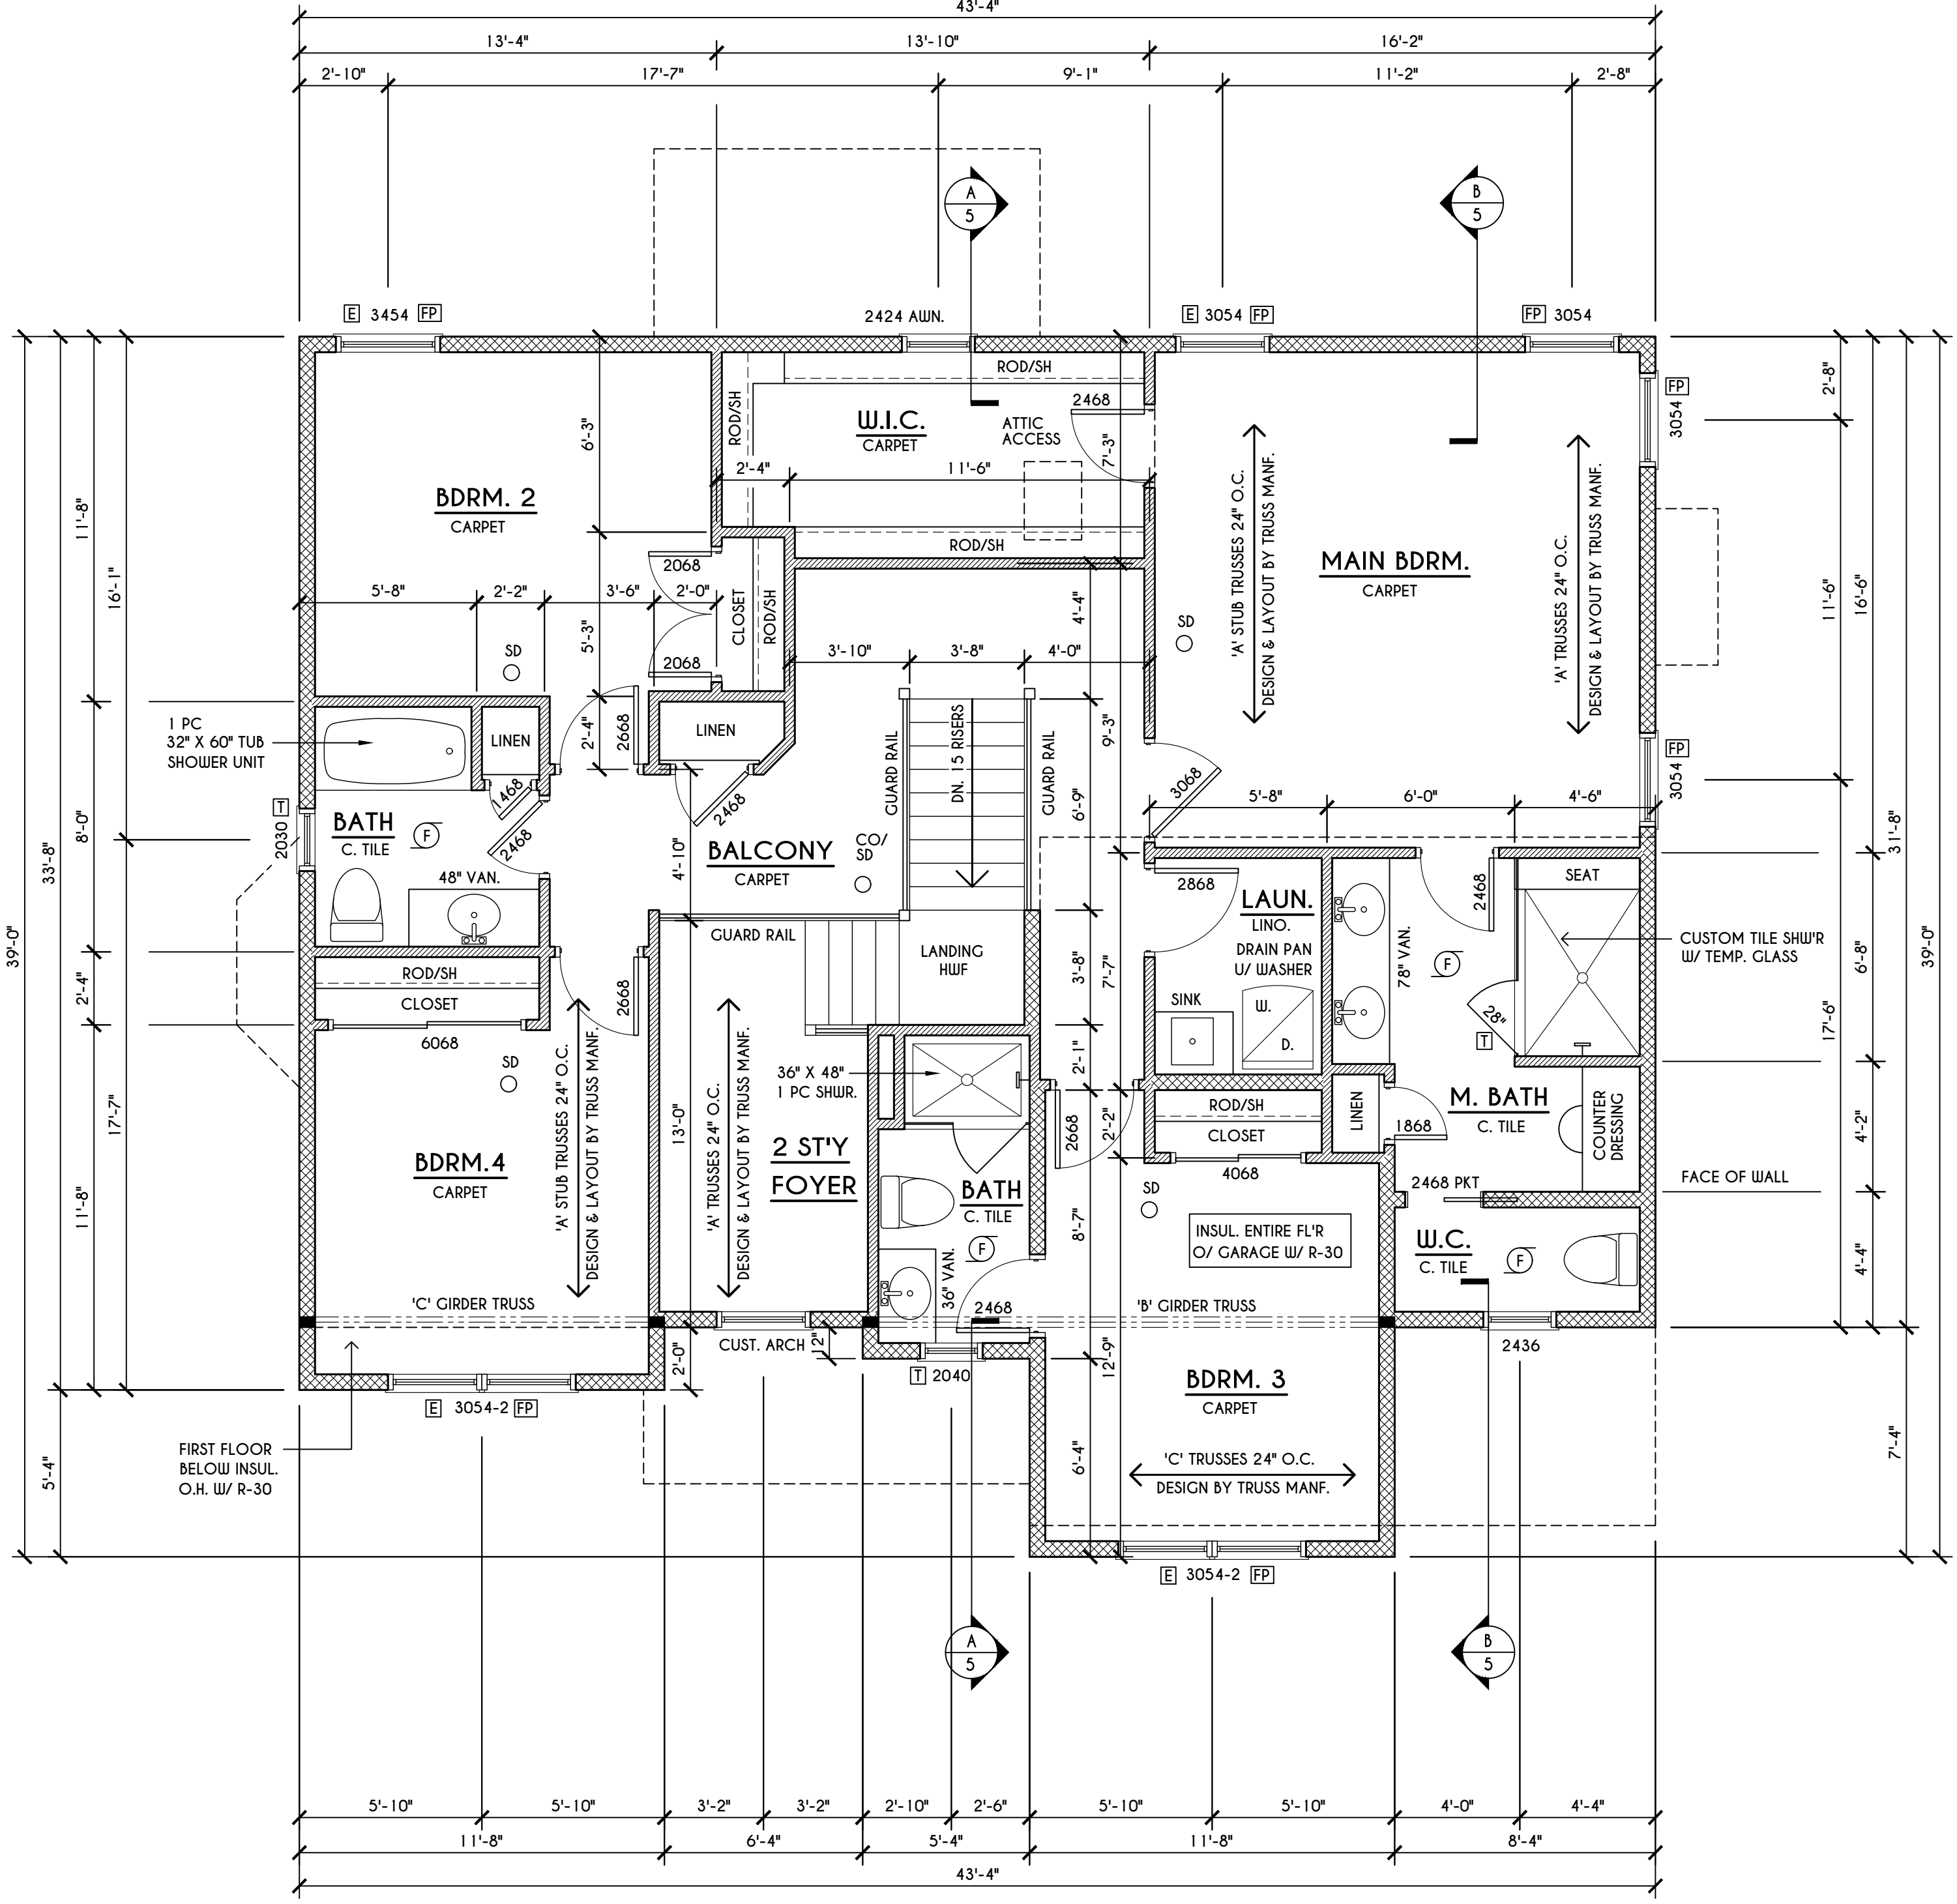 43'-4"
13'-4" 13'-10" 16'-2"
2'-10" 17'-7" 9'-1" 11'-2" 2'-8"
A
5
B
5
E 3454 FP
2424 AWN.
E 3054 FP
FP 3054
ROD/SH
ROD/SH
W.I.C.
CARPET
ATTIC
ACCESS
2468
7'-3"
2'-4" 11'-6"
ROD/SH
6'-3"
BDRM. 2
CARPET
2068
5'-8" 2'-2" 3'-6" 2'-0"
5'-3"
CLOSET
ROD/SH
2068
SD
2'-4"
2668
LINEN
LINEN
1468
2468
2468
FP
3054
2'-8"
MAIN BDRM.
CARPET
SD
'A' STUB TRUSSES 24" O.C.
DESIGN & LAYOUT BY TRUSS MANF.
'A' TRUSSES 24" O.C.
DESIGN & LAYOUT BY TRUSS MANF.
11'-6"
16'-6"
FP
3054
31'-8"
39'-0"
4'-4"
3'-10" 3'-8" 4'-0"
9'-3"
GUARD RAIL
DN. 15 RISERS
GUARD RAIL
6'-9"
3068
5'-8" 6'-0" 4'-6"
39'-0"
33'-8"
11'-8"
16'-1"
8'-0"
2'-4"
17'-7"
11'-8"
5'-4"
1 PC
32" X 60" TUB
SHOWER UNIT
T
2030
BATH
C. TILE
F
48" VAN.
BALCONY
CARPET
CO/
SD
4'-10"
GUARD RAIL
LANDING
HWF
3'-8"
7'-7"
2'-1"
2868
LAUN.
LINO.
DRAIN PAN
U/ WASHER
SINK
W.
D.
78" VAN.
F
2468
SEAT
28"
T
CUSTOM TILE SHW'R
W/ TEMP. GLASS
6'-8"
17'-6"
ROD/SH
CLOSET
6068
2668
SD
BDRM.4
CARPET
'A' STUB TRUSSES 24" O.C.
DESIGN & LAYOUT BY TRUSS MANF.
'C' GIRDER TRUSS
13'-0"
'A' TRUSSES 24" O.C.
DESIGN & LAYOUT BY TRUSS MANF.
2 ST'Y
FOYER
36" X 48"
1 PC SHWR.
BATH
C. TILE
F
36" VAN.
2468
CUST. ARCH
12"
2'-0"
T 2040
2668
2'-2"
8'-7"
ROD/SH
CLOSET
4068
LINEN
1868
M. BATH
C. TILE
COUNTER
DRESSING
4'-2"
2468 PKT
FACE OF WALL
SD
INSUL. ENTIRE FL'R
O/ GARAGE W/ R-30
W.C.
C. TILE
F
4'-4"
'B' GIRDER TRUSS
2436
12'-9"
BDRM. 3
CARPET
6'-4"
'C' TRUSSES 24" O.C.
DESIGN BY TRUSS MANF.
7'-4"
E 3054-2 FP
FIRST FLOOR
BELOW INSUL.
O.H. W/ R-30
E 3054-2 FP
A
5
B
5
5'-10" 5'-10" 3'-2" 3'-2" 2'-10" 2'-6" 5'-10" 5'-10" 4'-0" 4'-4"
11'-8" 6'-4" 5'-4" 11'-8" 8'-4"
43'-4"